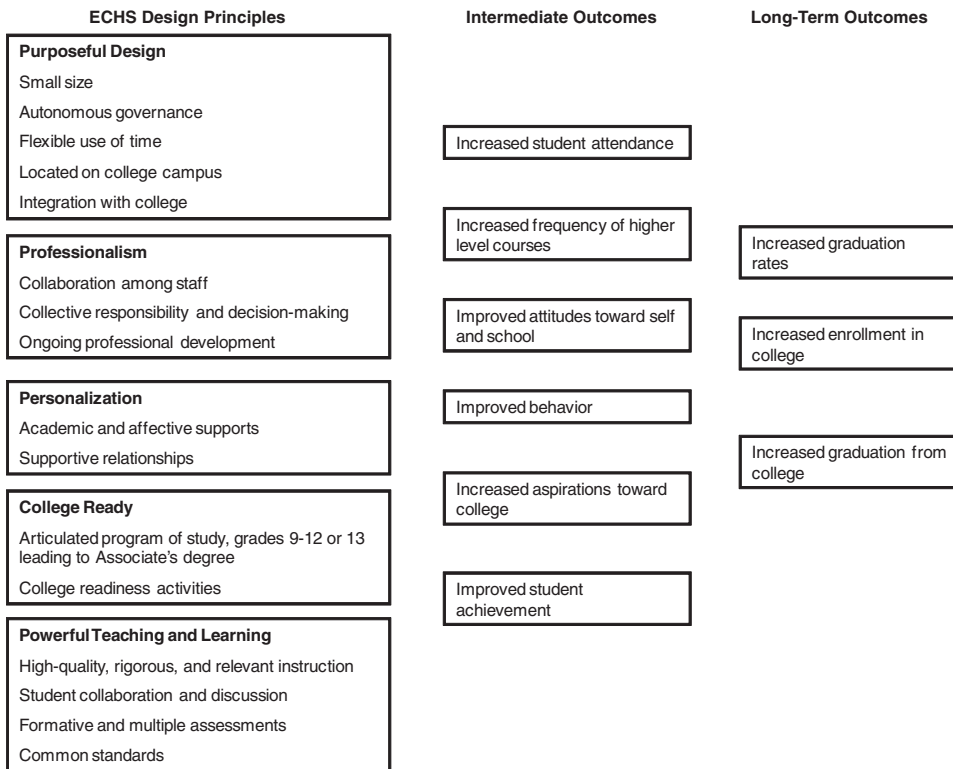 ECHS Design Principles
Intermediate Outcomes
Long-Term Outcomes
Purposeful Design
Small size
Autonomous governance
Flexible use of time
Located on college campus
Integration with college
Professionalism
Collaboration among staff
Collective responsibility and decision-making
Ongoing professional development
Personalization
Academic and affective supports
Supportive relationships
College Ready
Articulated program of study, grades 9-12 or 13
leading to Associate's degree
College readiness activities
Powerful Teaching and Learning
High-quality, rigorous, and relevant instruction
Student collaboration and discussion
Formative and multiple assessments
Common standards
Increased student attendance
Increased frequency of higher
level courses
Improved attitudes toward self
and school
Improved behavior
Increased aspirations toward
college
Improved student
achievement
Increased graduation
rates
Increased enrollment in
college
Increased graduation from
college